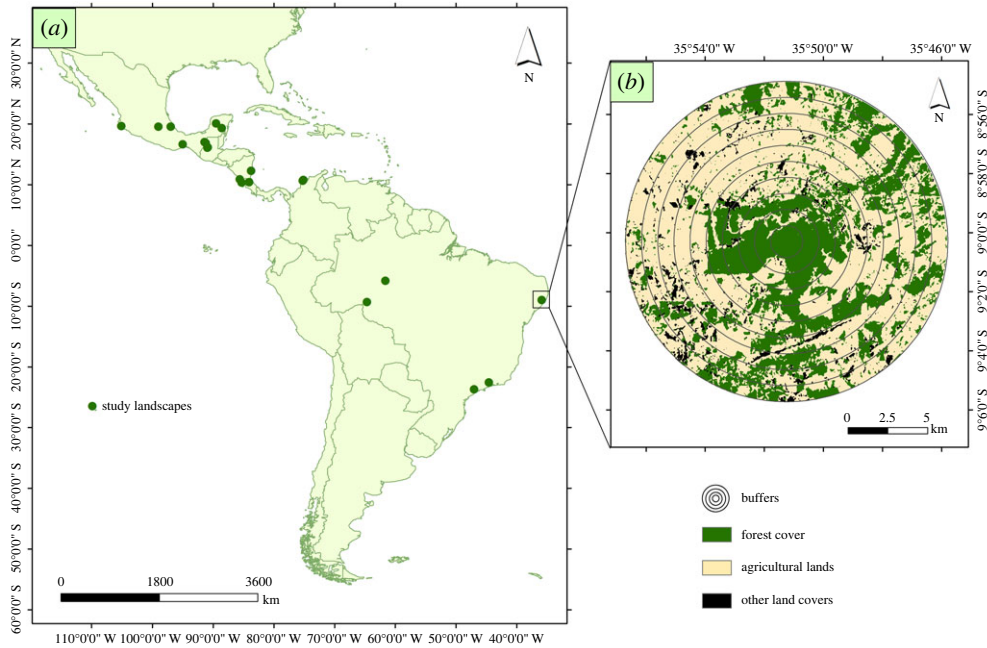 (a)
N
30°0'0" N
20°0'0" N
10°0'0" N
0°0'0"
10°0'0" S
20°0'0" S
30°0'0" S
40°0'0" S
50°0'0" S
60°0'0" S
study landscapes
0 1800 3600
km
110°0'0" W 100°0'0" W 90°0'0" W 80°0'0" W 70°0'0" W 60°0'0" W 50°0'0" W 40°0'0" W
35°54'0" W 35°50'0" W 35°46'0" W
(b)
N
8°56'0" S
8°58'0" S
9°0'0" S
9°2'0" S
9°4'0" S
9°6'0" S
0 2.5 5
km
buffers
forest cover
agricultural lands
other land covers